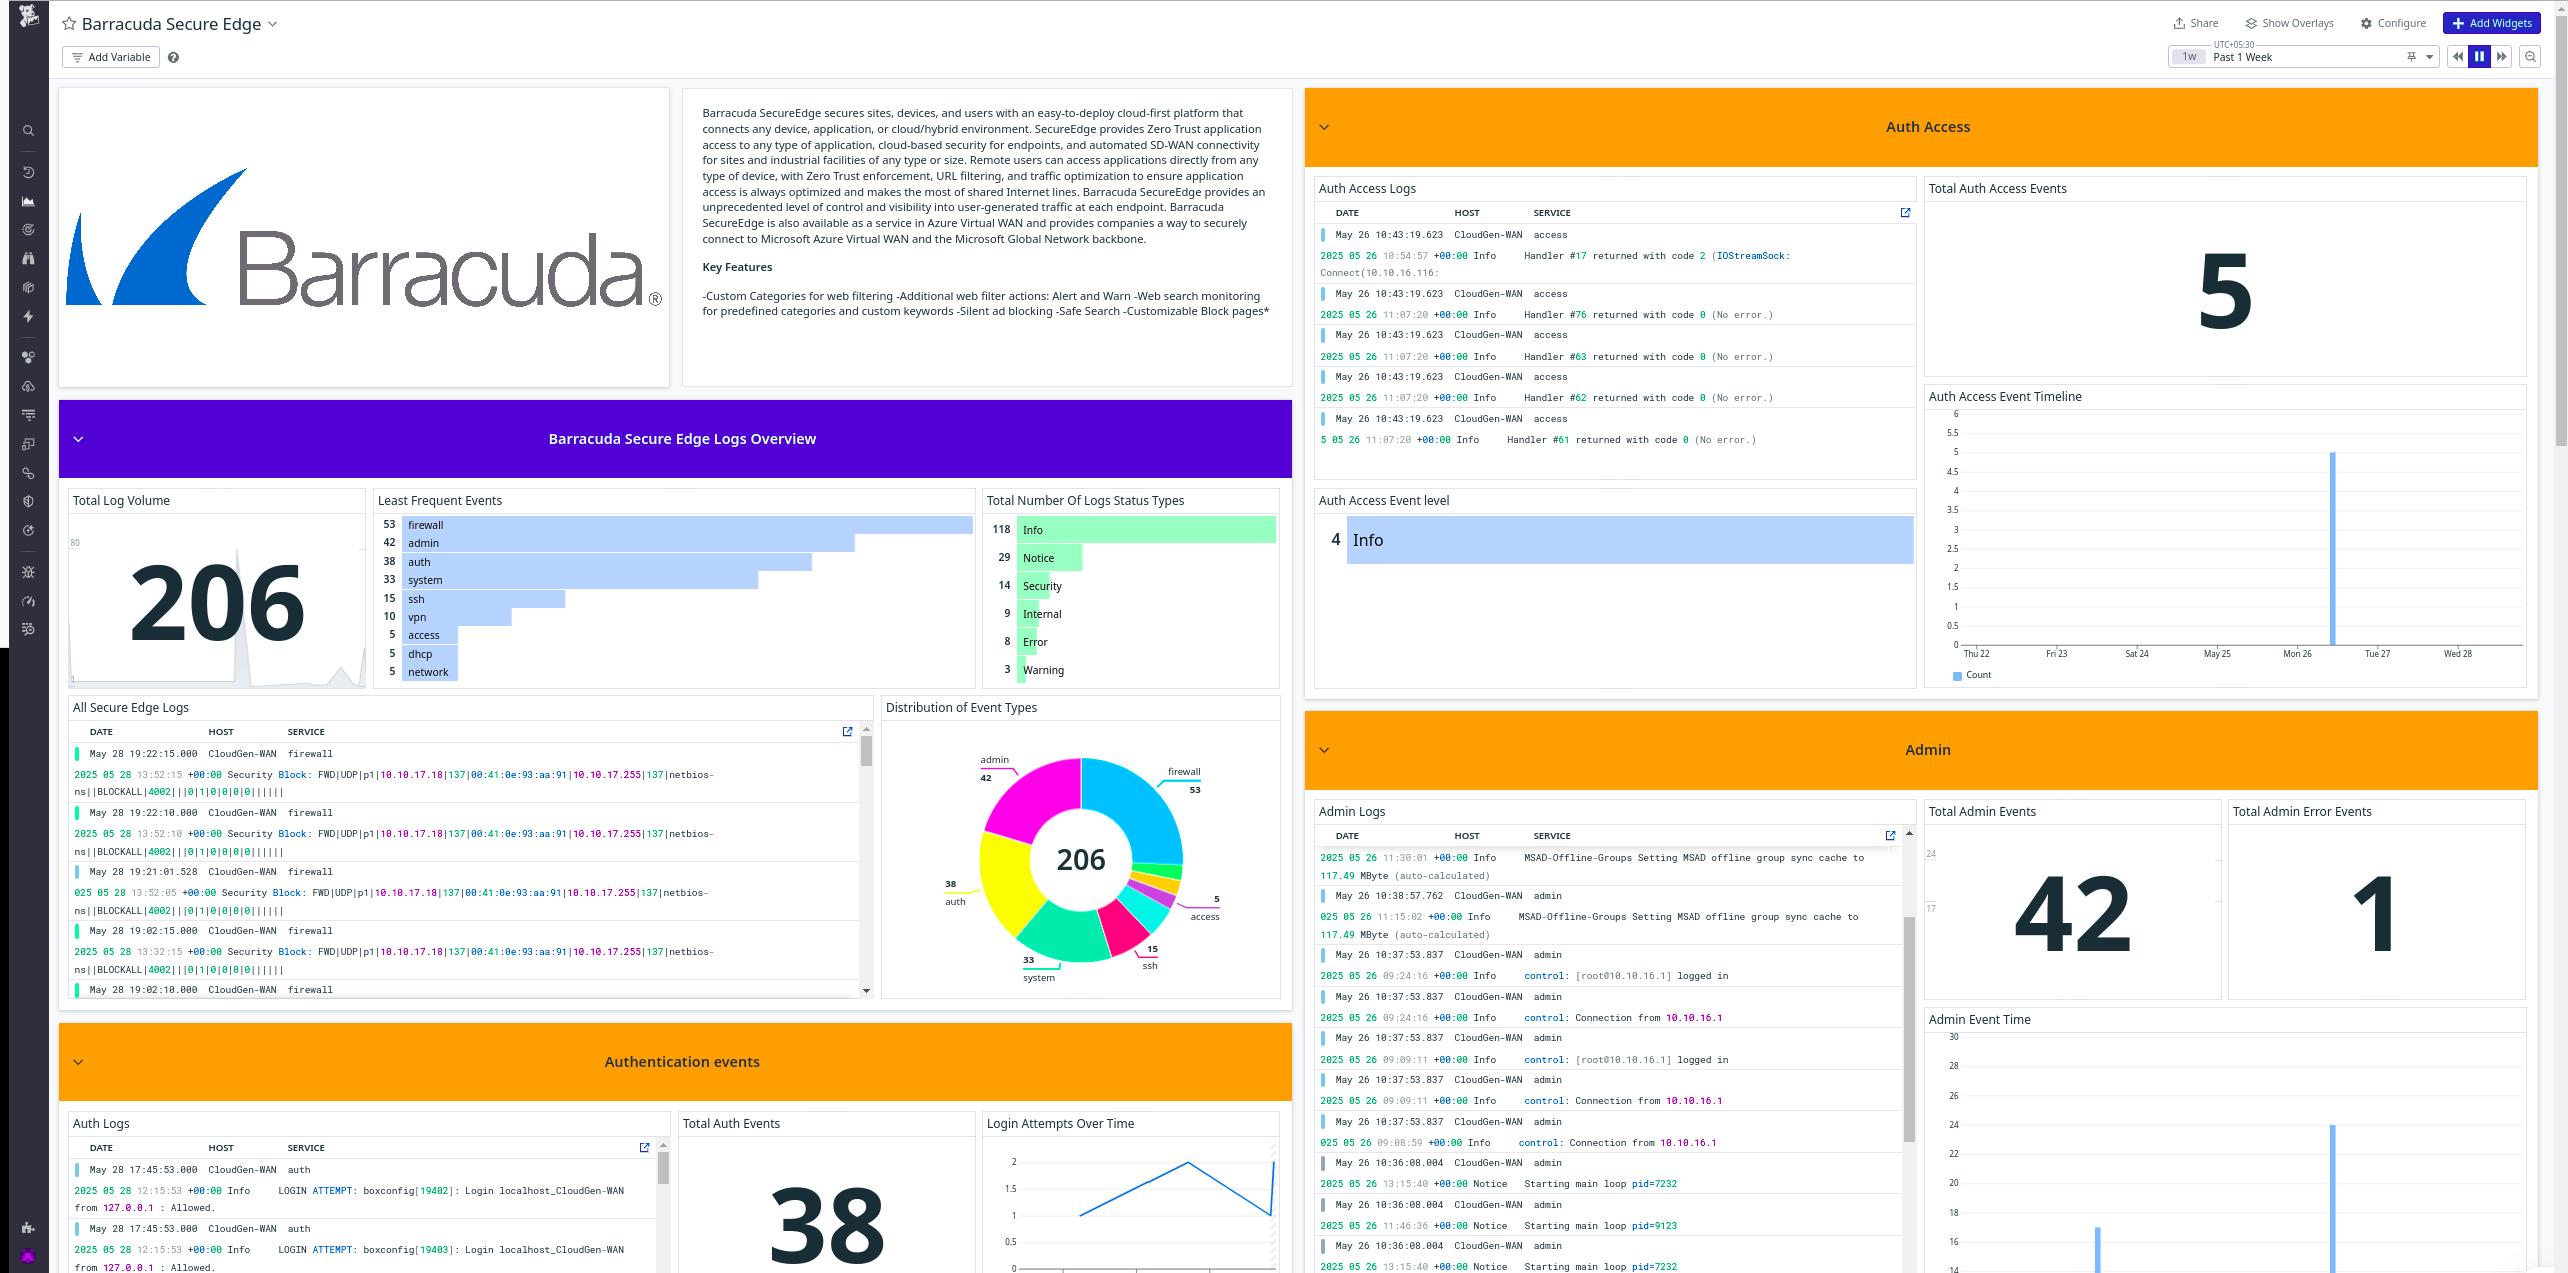 Barracuda Secure Edge
Share
Show Overlays
Configure
Add Widgets
Add Variable
UTC+05:30
1w
Past 1 Week
Barracuda®
Barracuda SecureEdge secures sites, devices, and users with an easy-to-deploy cloud-first platform that
connects any device, application, or cloud/hybrid environment. SecureEdge provides Zero Trust application
access to any type of application, cloud-based security for endpoints, and automated SD-WAN connectivity
for sites and industrial facilities of any type or size. Remote users can access applications directly from any
type of device, with Zero Trust enforcement, URL filtering, and traffic optimization to ensure application
access is always optimized and makes the most of shared Internet lines. Barracuda SecureEdge provides an
unprecedented level of control and visibility into user-generated traffic at each endpoint. Barracuda
SecureEdge is also available as a service in Azure Virtual WAN and provides companies a way to securely
connect to Microsoft Azure Virtual WAN and the Microsoft Global Network backbone.
Key Features
-Custom Categories for web filtering -Additional web filter actions: Alert and Warn -Web search monitoring
for predefined categories and custom keywords -Silent ad blocking -Safe Search -Customizable Block pages*
Barracuda Secure Edge Logs Overview
Total Log Volume
80
206
1
Least Frequent Events
53 firewall
42 admin
38 auth
33 system
15 ssh
10 vpn
5 access
5 dhcp
5 network
Total Number Of Logs Status Types
118 Info
29 Notice
14 Security
9 Internal
8 Error
3 Warning
All Secure Edge Logs
DATE HOST SERVICE
May 28 19:22:15.000 CloudGen-WAN firewall
2025 05 28 13:52:15 +00:00 Security Block: FWD|UDP|p1|10.10.17.18|137|00:41:0e:93:aa:91|10.10.17.255|137|netbios-
ns||BLOCKALL|4002|||0|1|0|0|0|0||||||
May 28 19:22:10.000 CloudGen-WAN firewall
2025 05 28 13:52:10 +00:00 Security Block: FWD|UDP|p1|10.10.17.18|137|00:41:0e:93:aa:91|10.10.17.255|137|netbios-
ns||BLOCKALL|4002|||0|1|0|0|0|0||||||
May 28 19:21:01.528 CloudGen-WAN firewall
025 05 28 13:52:05 +00:00 Security Block: FWD|UDP|p1|10.10.17.18|137|00:41:0e:93:aa:91|10.10.17.255|137|netbios-
ns||BLOCKALL|4002|||0|1|0|0|0|0||||||
May 28 19:02:15.000 CloudGen-WAN firewall
2025 05 28 13:32:15 +00:00 Security Block: FWD|UDP|p1|10.10.17.18|137|00:41:0e:93:aa:91|10.10.17.255|137|netbios-
ns||BLOCKALL|4002|||0|1|0|0|0|0||||||
May 28 19:02:10.000 CloudGen-WAN firewall
Distribution of Event Types
admin
42
firewall
53
206
38
auth
5
access
15
ssh
33
system
Authentication events
Auth Logs
DATE HOST SERVICE
May 28 17:45:53.000 CloudGen-WAN auth
2025 05 28 12:15:53 +00:00 Info LOGIN ATTEMPT: boxconfig[19402]: Login localhost_CloudGen-WAN
from 127.0.0.1 : Allowed.
May 28 17:45:53.000 CloudGen-WAN auth
2025 05 28 12:15:53 +00:00 Info LOGIN ATTEMPT: boxconfig[19403]: Login localhost_CloudGen-WAN
from 127.0.0.1 : Allowed.
Total Auth Events
38
Login Attempts Over Time
2
1.5
1
0.5
0
Auth Access
Auth Access Logs
DATE HOST SERVICE
May 26 10:43:19.623 CloudGen-WAN access
2025 05 26 10:54:57 +00:00 Info Handler #17 returned with code 2 (IOStreamSock:
Connect(10.10.16.116:
May 26 10:43:19.623 CloudGen-WAN access
2025 05 26 11:07:20 +00:00 Info Handler #76 returned with code 0 (No error.)
May 26 10:43:19.623 CloudGen-WAN access
2025 05 26 11:07:20 +00:00 Info Handler #63 returned with code 0 (No error.)
May 26 10:43:19.623 CloudGen-WAN access
2025 05 26 11:07:20 +00:00 Info Handler #62 returned with code 0 (No error.)
May 26 10:43:19.623 CloudGen-WAN access
5 05 26 11:07:20 +00:00 Info Handler #61 returned with code 0 (No error.)
Total Auth Access Events
5
Auth Access Event level
4 Info
Auth Access Event Timeline
6
5.5
5
4.5
4
3.5
3
2.5
2
1.5
1
0.5
0
Thu 22 Fri 23 Sat 24 May 25 Mon 26 Tue 27 Wed 28
Count
Admin
Admin Logs
DATE HOST SERVICE
2025 05 26 11:30:01 +00:00 Info MSAD-Offline-Groups Setting MSAD offline group sync cache to
117.49 MByte (auto-calculated)
May 26 10:38:57.762 CloudGen-WAN admin
025 05 26 11:15:02 +00:00 Info MSAD-Offline-Groups Setting MSAD offline group sync cache to
117.49 MByte (auto-calculated)
May 26 10:37:53.837 CloudGen-WAN admin
2025 05 26 09:24:16 +00:00 Info control: [root@10.10.16.1] logged in
May 26 10:37:53.837 CloudGen-WAN admin
2025 05 26 09:24:16 +00:00 Info control: Connection from 10.10.16.1
May 26 10:37:53.837 CloudGen-WAN admin
2025 05 26 09:09:11 +00:00 Info control: [root@10.10.16.1] logged in
May 26 10:37:53.837 CloudGen-WAN admin
2025 05 26 09:09:11 +00:00 Info control: Connection from 10.10.16.1
May 26 10:37:53.837 CloudGen-WAN admin
025 05 26 09:08:59 +00:00 Info control: Connection from 10.10.16.1
May 26 10:36:08.004 CloudGen-WAN admin
2025 05 26 13:15:40 +00:00 Notice Starting main loop pid=7232
May 26 10:36:08.004 CloudGen-WAN admin
2025 05 26 11:46:36 +00:00 Notice Starting main loop pid=9123
May 26 10:36:08.004 CloudGen-WAN admin
2025 05 26 13:15:40 +00:00 Notice Starting main loop pid=7232
Total Admin Events
24
17
42
Total Admin Error Events
1
Admin Event Time
30
28
26
24
22
20
18
16
14